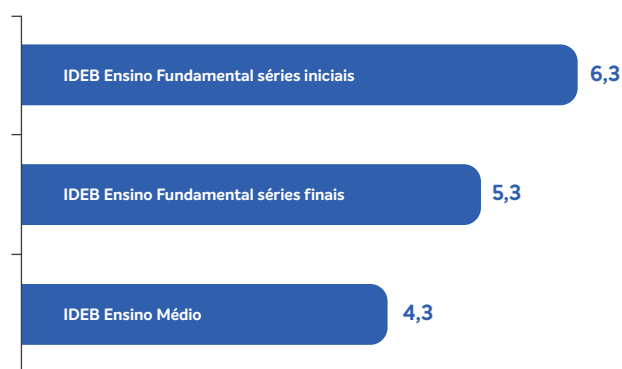 IDEB Ensino Fundamental séries iniciais 6,3
IDEB Ensino Fundamental séries finais 5,3
IDEB Ensino Médio 4,3